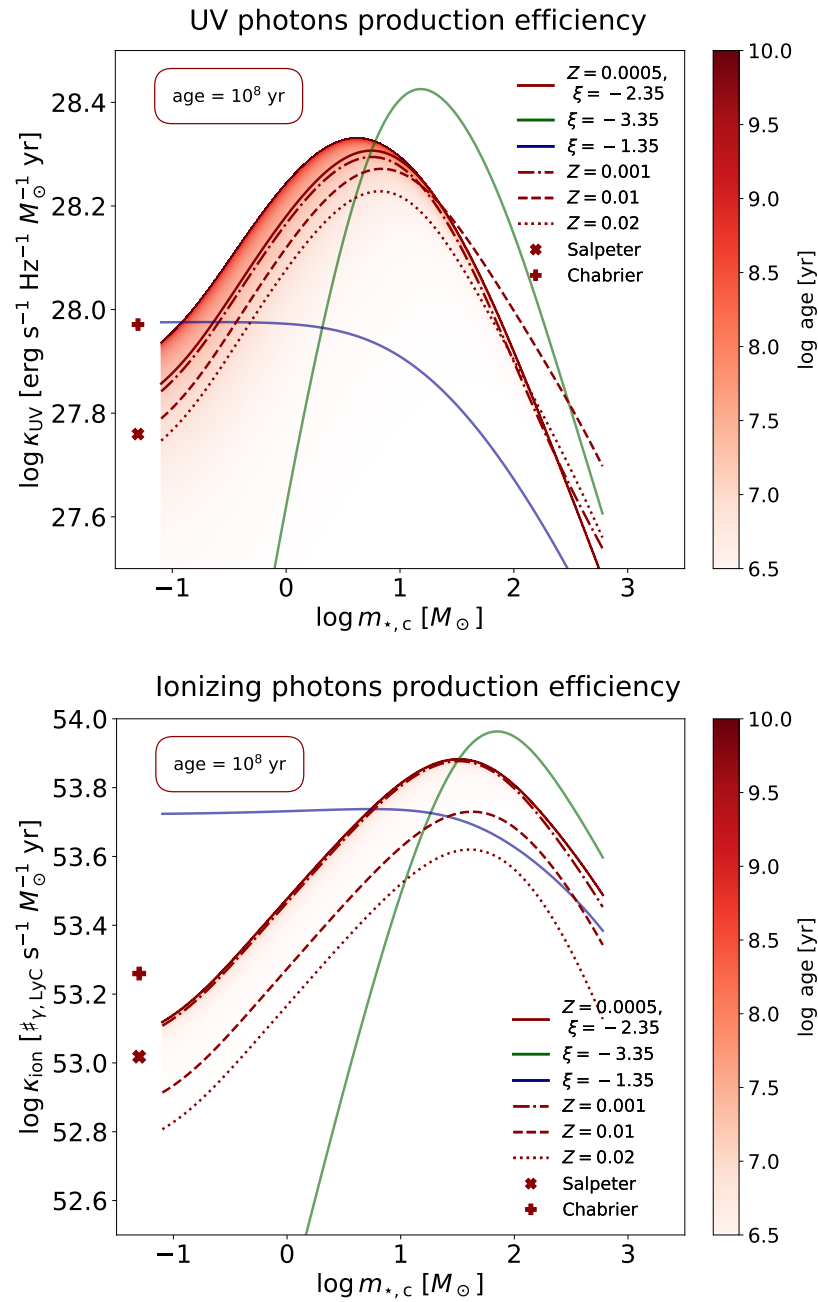 UV photons production efficiency
age = 10⁸ yr
Z = 0.0005,
ξ = −2.35
ξ = −3.35
ξ = −1.35
Z = 0.001
Z = 0.01
Z = 0.02
Salpeter
Chabrier
28.4
28.2
28.0
27.8
27.6
log κ_UV [erg s⁻¹ Hz⁻¹ M_⊙⁻¹ yr]
−1
0
1
2
3
log m_⋆,c [M_⊙]
10.0
9.5
9.0
8.5
8.0
7.5
7.0
6.5
log age [yr]
Ionizing photons production efficiency
age = 10⁸ yr
54.0
53.8
53.6
53.4
53.2
53.0
52.8
52.6
log κ_ion [♯_γ,LyC s⁻¹ M_⊙⁻¹ yr]
Z = 0.0005,
ξ = −2.35
ξ = −3.35
ξ = −1.35
Z = 0.001
Z = 0.01
Z = 0.02
Salpeter
Chabrier
−1
0
1
2
3
log m_⋆,c [M_⊙]
10.0
9.5
9.0
8.5
8.0
7.5
7.0
6.5
log age [yr]